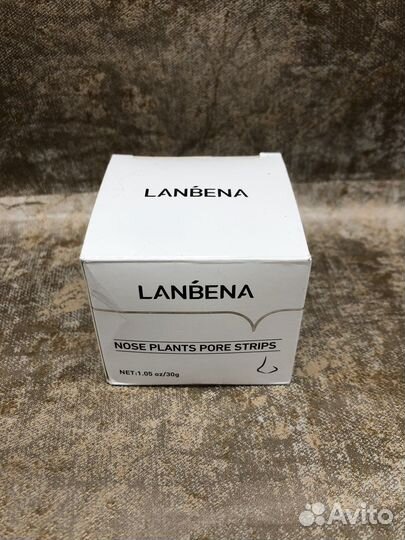 LANBENA
LANBENA
NOSE PLANTS PORE STRIPS
NET:1.05 oz/30g
Avito